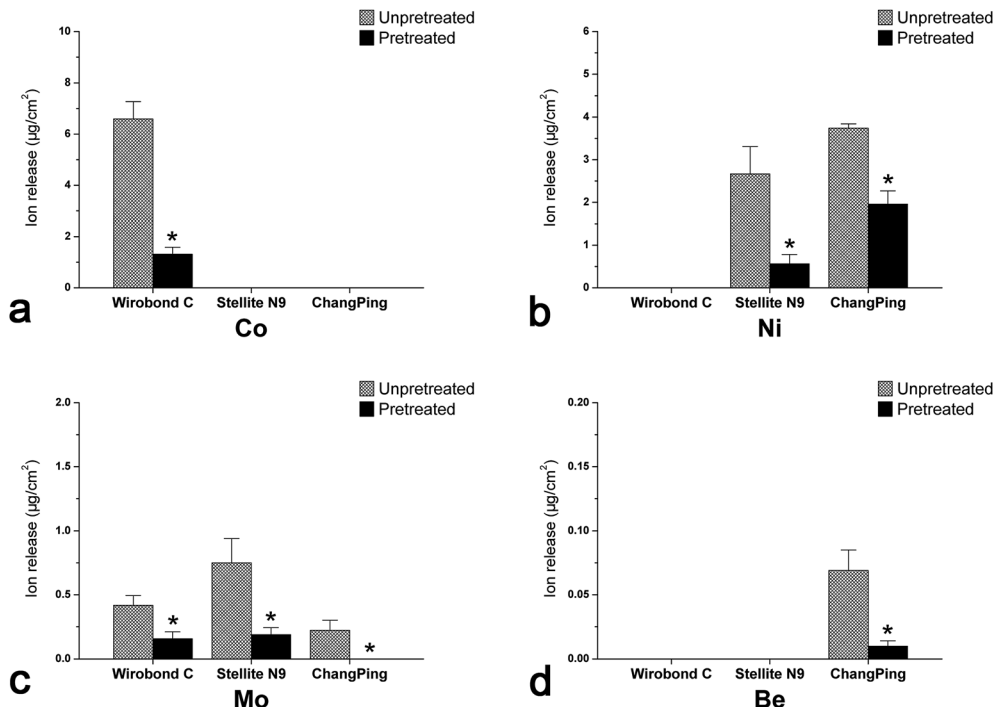 Unpretreated
Pretreated
10
8
6
4
2
0
Ion release (µg/cm²)
Wirobond C Stellite N9 ChangPing
a
Co
Unpretreated
Pretreated
6
5
4
3
2
1
0
Ion release (µg/cm²)
Wirobond C Stellite N9 ChangPing
b
Ni
Unpretreated
Pretreated
2.0
1.5
1.0
0.5
0.0
Ion release (µg/cm²)
Wirobond C Stellite N9 ChangPing
c
Mo
Unpretreated
Pretreated
0.20
0.15
0.10
0.05
0.00
Ion release (µg/cm²)
Wirobond C Stellite N9 ChangPing
d
Be